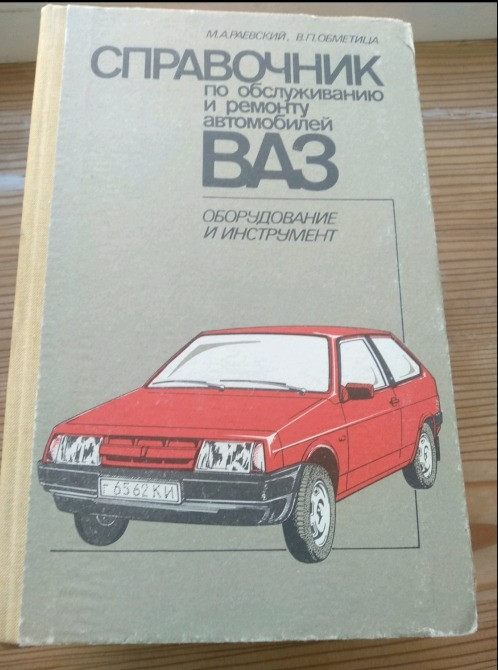 М.А.РАЕВСКИЙ, В.П.ОБМЕТИЦА
СПРАВОЧНИК
по обслуживанию
и ремонту
автомобилей
ВАЗ
ОБОРУДОВАНИЕ
И ИНСТРУМЕНТ
г 6562 КИ